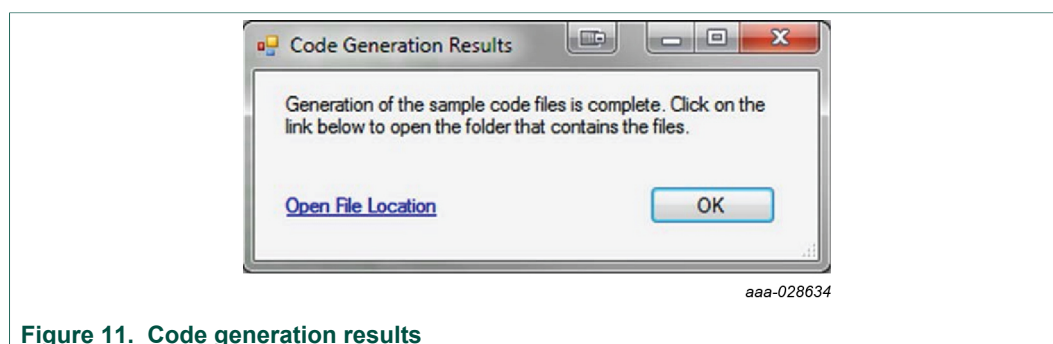 Code Generation Results
Generation of the sample code files is complete. Click on the
link below to open the folder that contains the files.
Open File Location
OK
aaa-028634
Figure 11. Code generation results